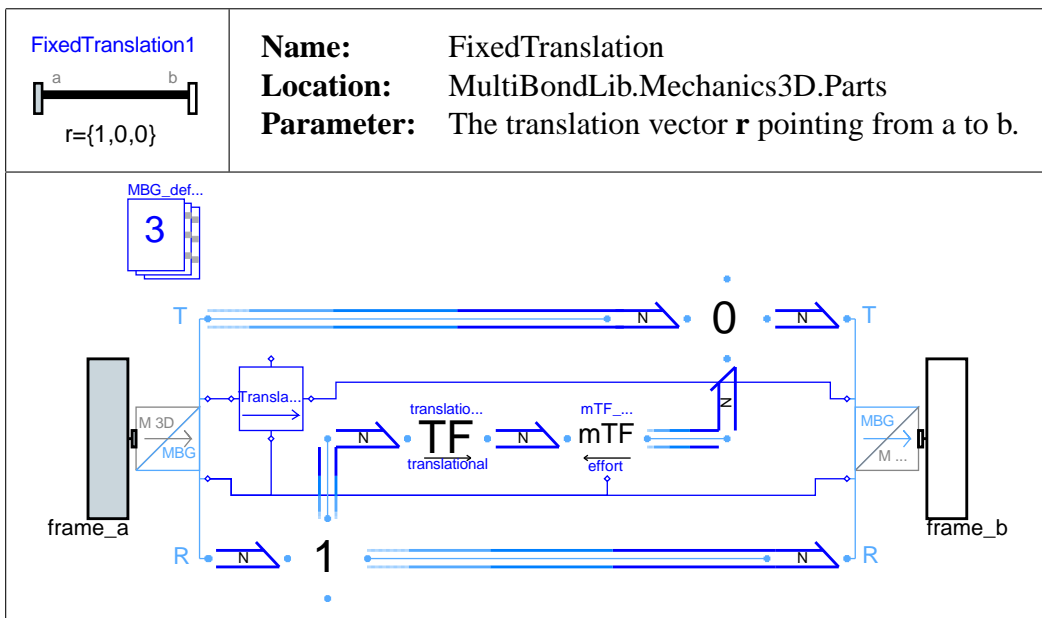 FixedTranslation1
a b
r={1,0,0}
Name: FixedTranslation
Location: MultiBondLib.Mechanics3D.Parts
Parameter: The translation vector r pointing from a to b.
MBG_def...
3
T N 0 N T
Transla...
translatio... mTF_...
N TF N mTF N
translational effort
M 3D
MBG
MBG
M ...
frame_a frame_b
R N 1 N R